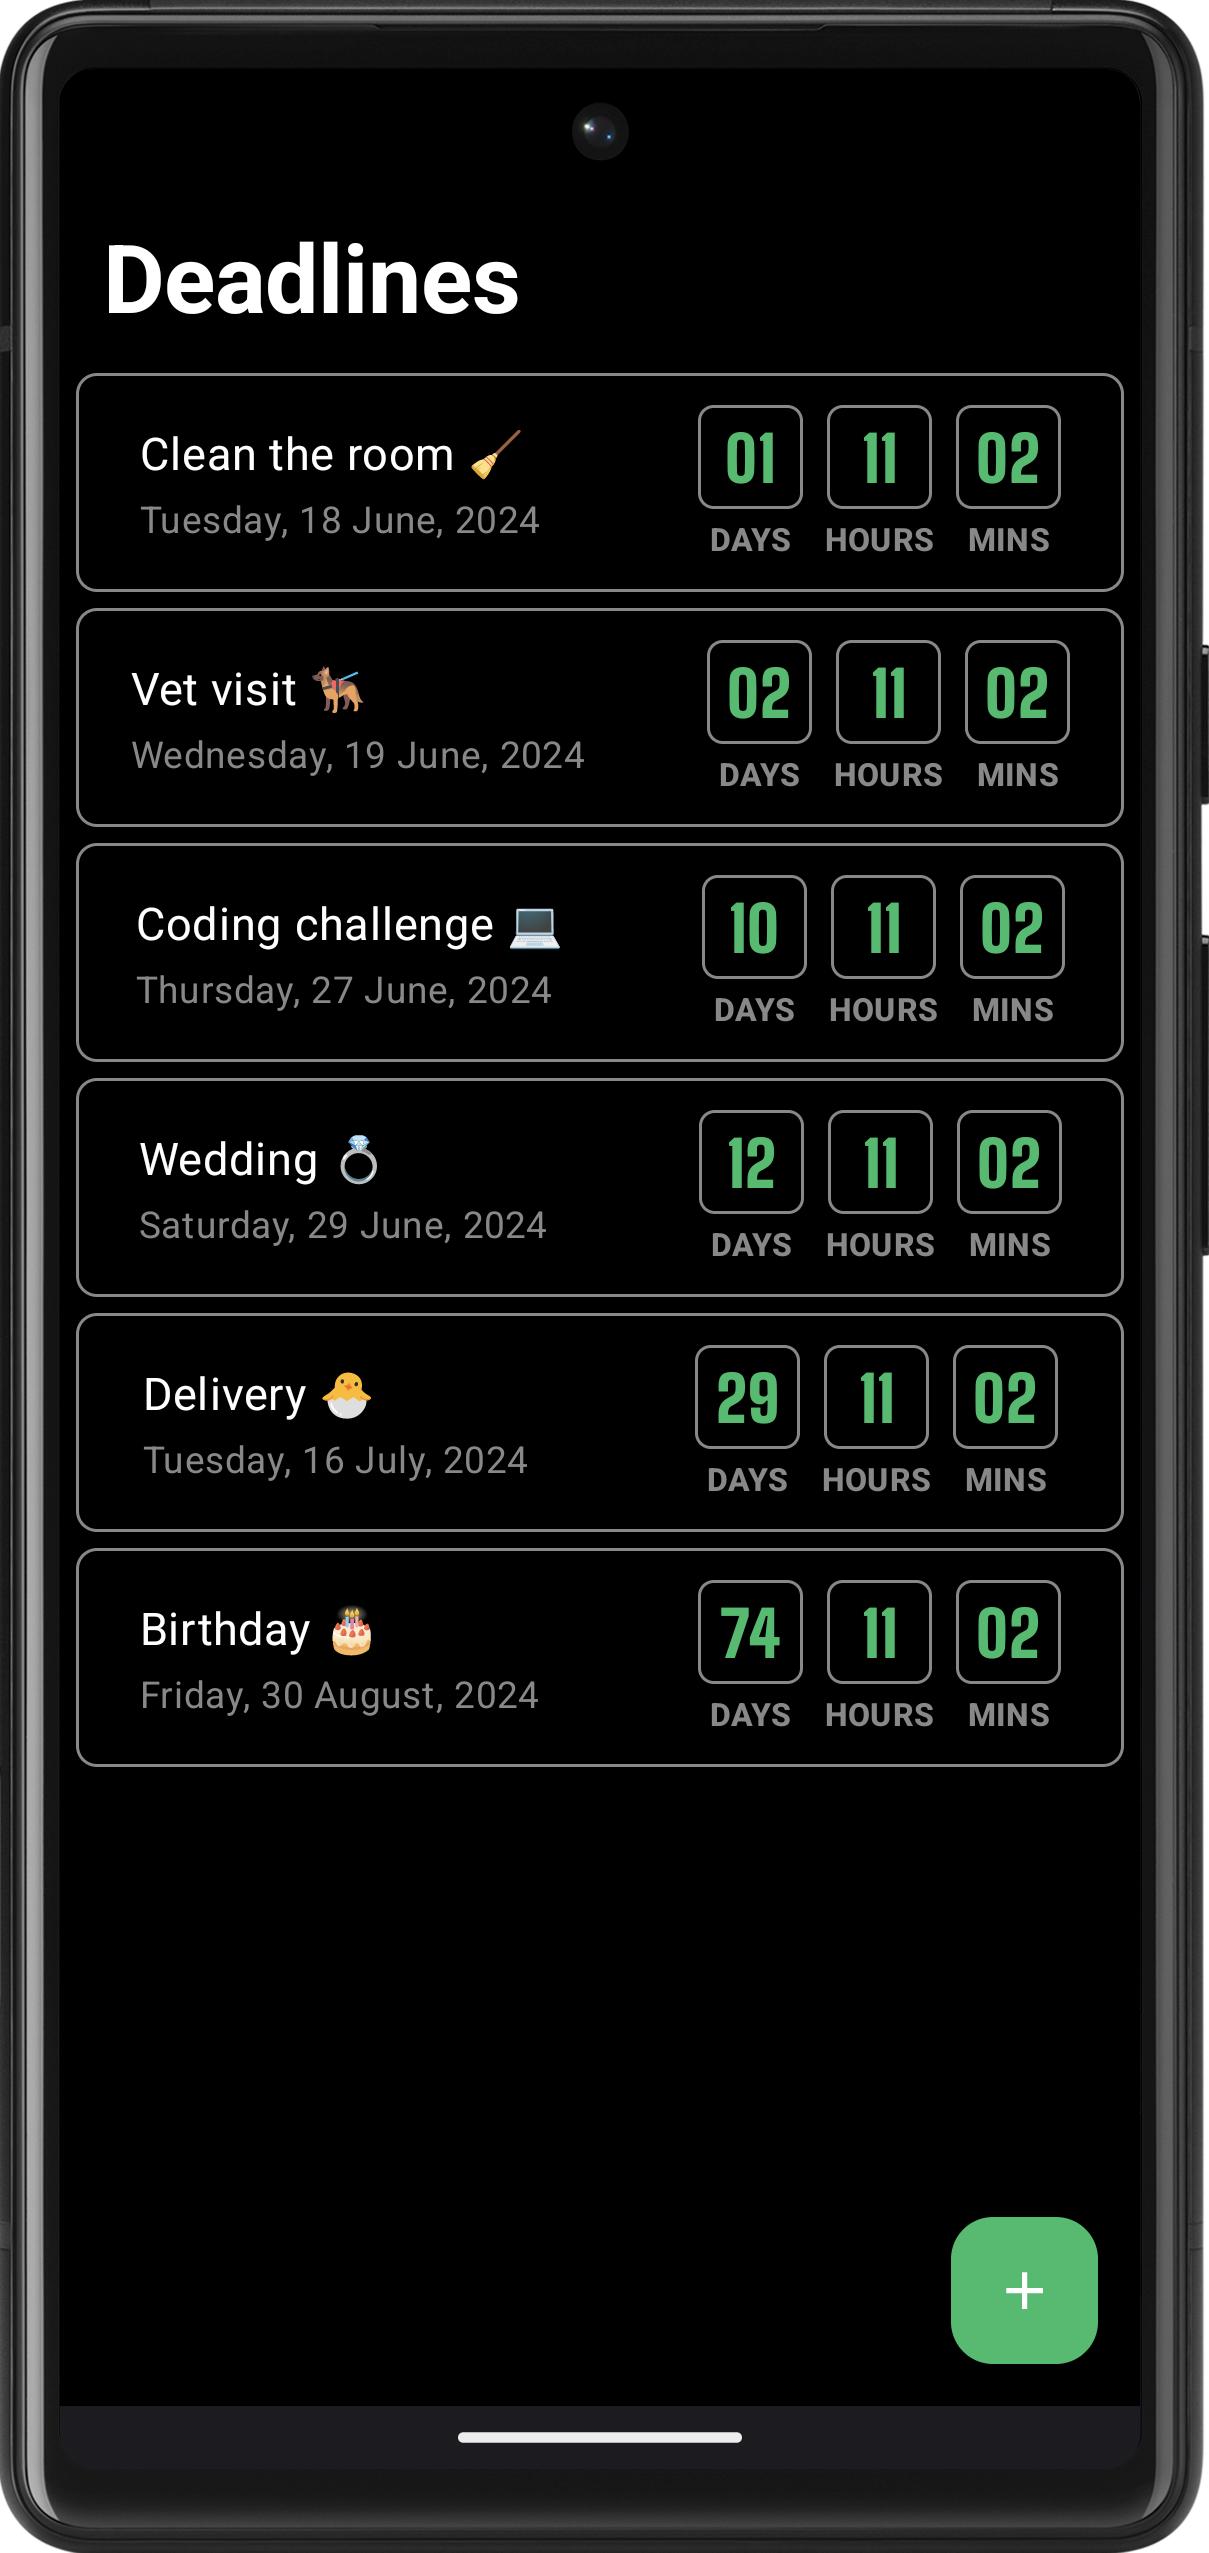 Deadlines
Clean the room 🧹
Tuesday, 18 June, 2024
01 11 02
DAYS HOURS MINS
Vet visit 🐕‍🦺
Wednesday, 19 June, 2024
02 11 02
DAYS HOURS MINS
Coding challenge 💻
Thursday, 27 June, 2024
10 11 02
DAYS HOURS MINS
Wedding 💍
Saturday, 29 June, 2024
12 11 02
DAYS HOURS MINS
Delivery 🐣
Tuesday, 16 July, 2024
29 11 02
DAYS HOURS MINS
Birthday 🎂
Friday, 30 August, 2024
74 11 02
DAYS HOURS MINS
+